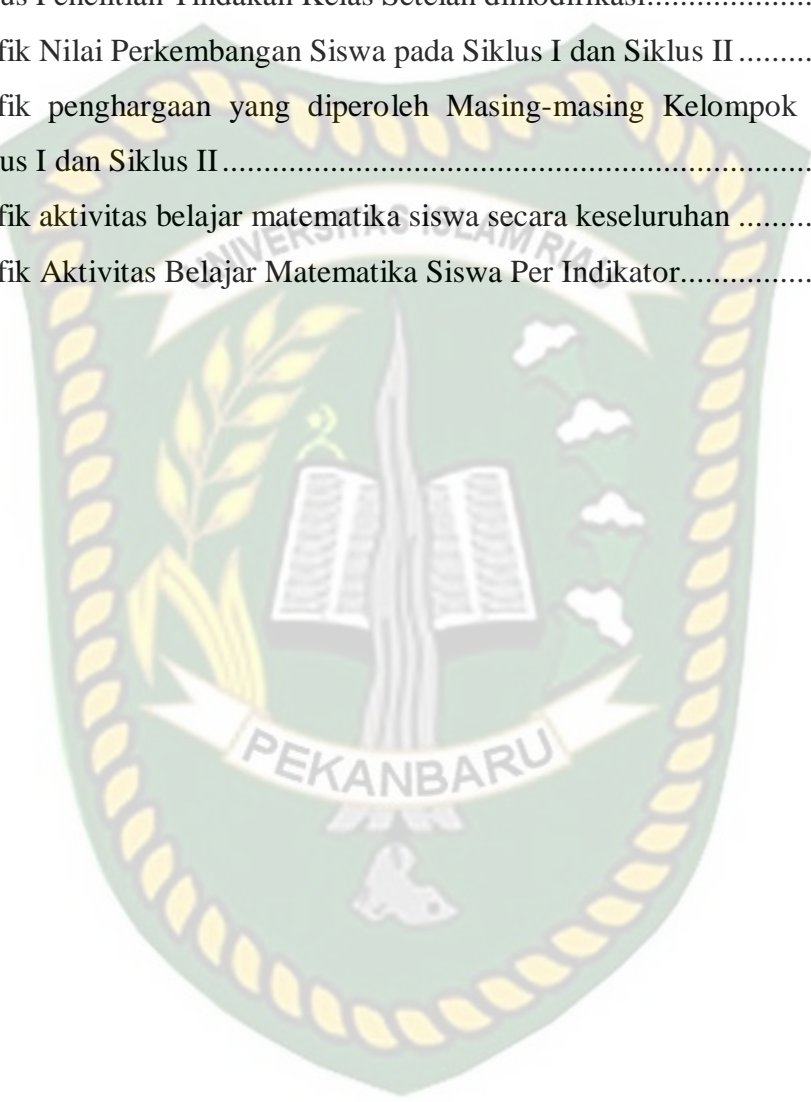 Penelitian Tindakan Kelas Setelah dimodifikasi....................
fik Nilai Perkembangan Siswa pada Siklus I dan Siklus II .........
fik penghargaan yang diperoleh Masing-masing Kelompok
us I dan Siklus II .......................................................................
fik aktivitas belajar matematika siswa secara keseluruhan .........
fik Aktivitas Belajar Matematika Siswa Per Indikator................
UNIVERSITAS ISLAM RIAU
PEKANBARU